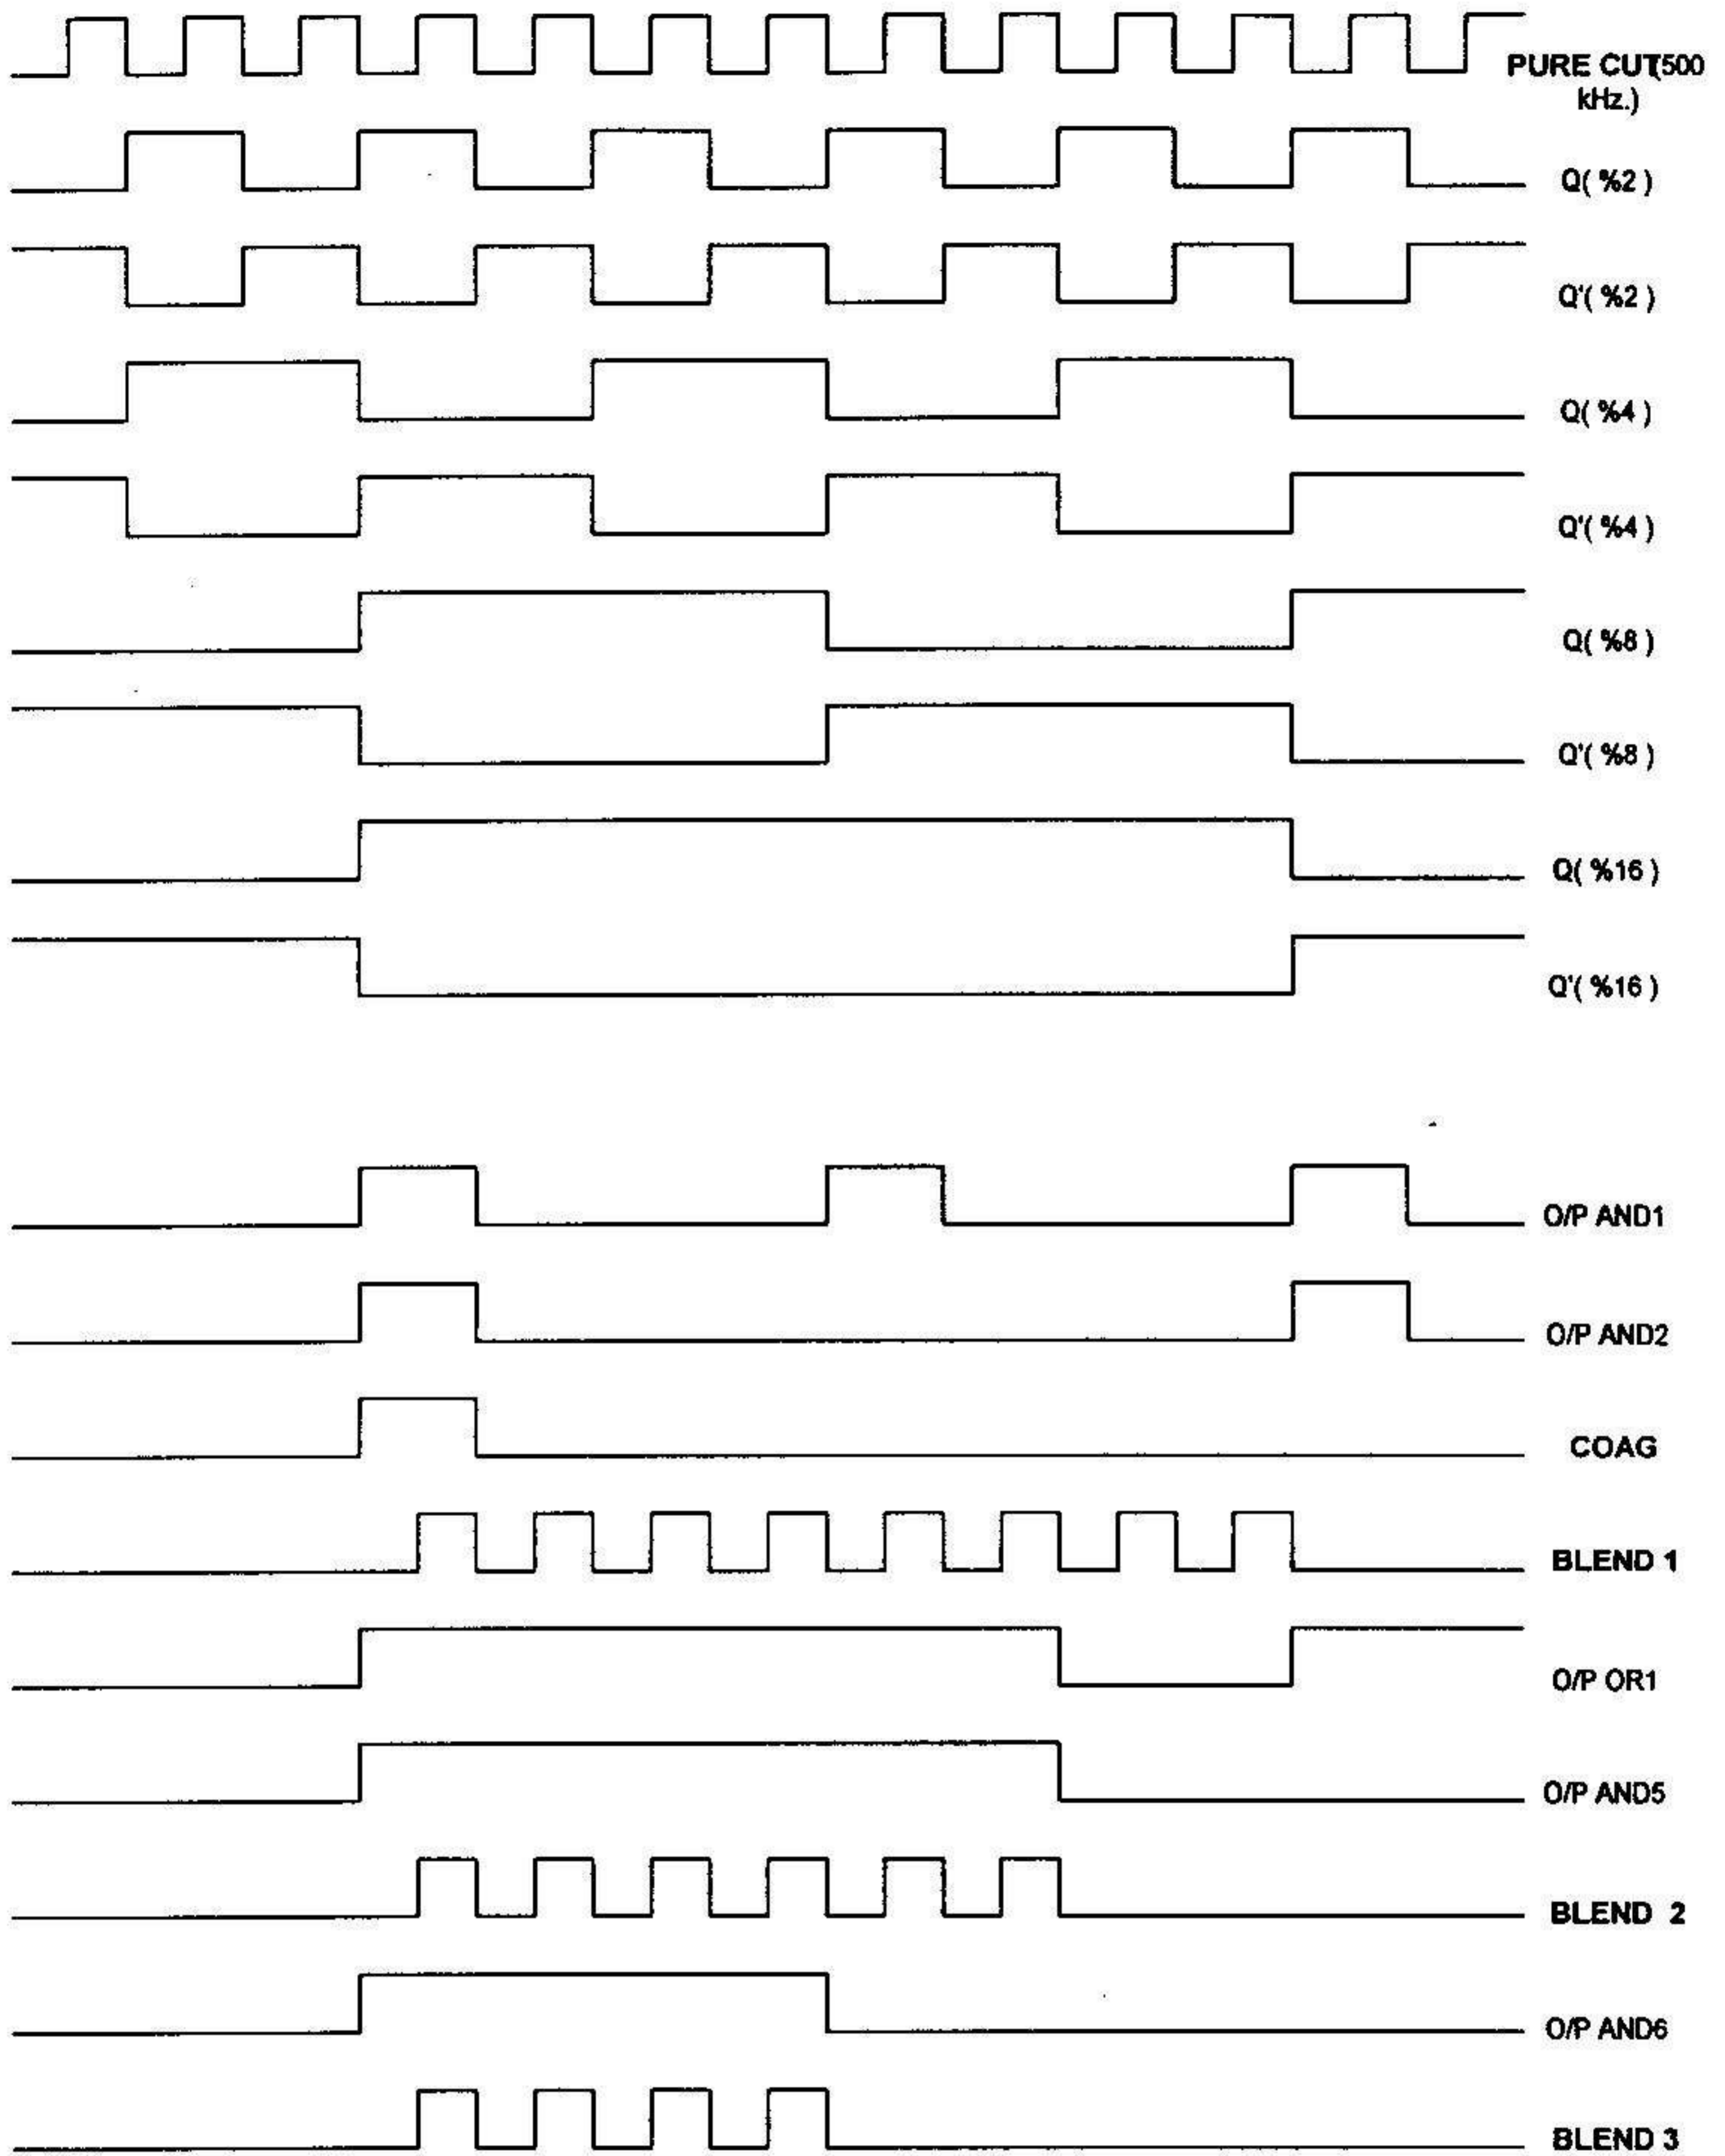 PURE CUT(500
kHz.)
Q( %2 )
Q'( %2 )
Q( %4 )
Q'( %4 )
Q( %8 )
Q'( %8 )
Q( %16 )
Q'( %16 )
O/P AND1
O/P AND2
COAG
BLEND 1
O/P OR1
O/P AND5
BLEND 2
O/P AND6
BLEND 3